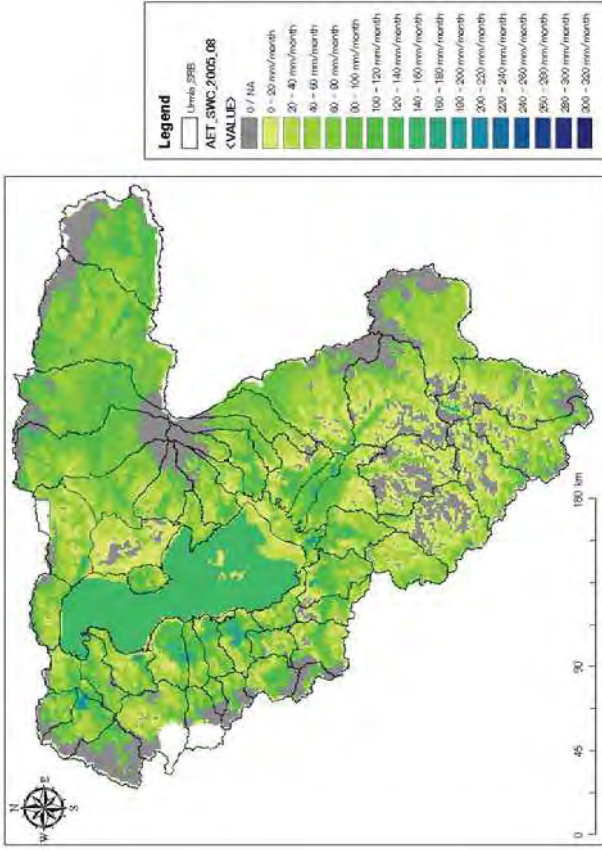 N
W E
S
0 45 90 180 km
Legend
Urmia_SRB
AET_SWC_2005_08
<VALUE>
0 / NA
0 - 20 mm/month
20 - 40 mm/month
40 - 60 mm/month
60 - 80 mm/month
80 - 100 mm/month
100 - 120 mm/month
120 - 140 mm/month
140 - 160 mm/month
160 - 180 mm/month
180 - 200 mm/month
200 - 220 mm/month
220 - 240 mm/month
240 - 260 mm/month
260 - 280 mm/month
280 - 300 mm/month
300 - 320 mm/month